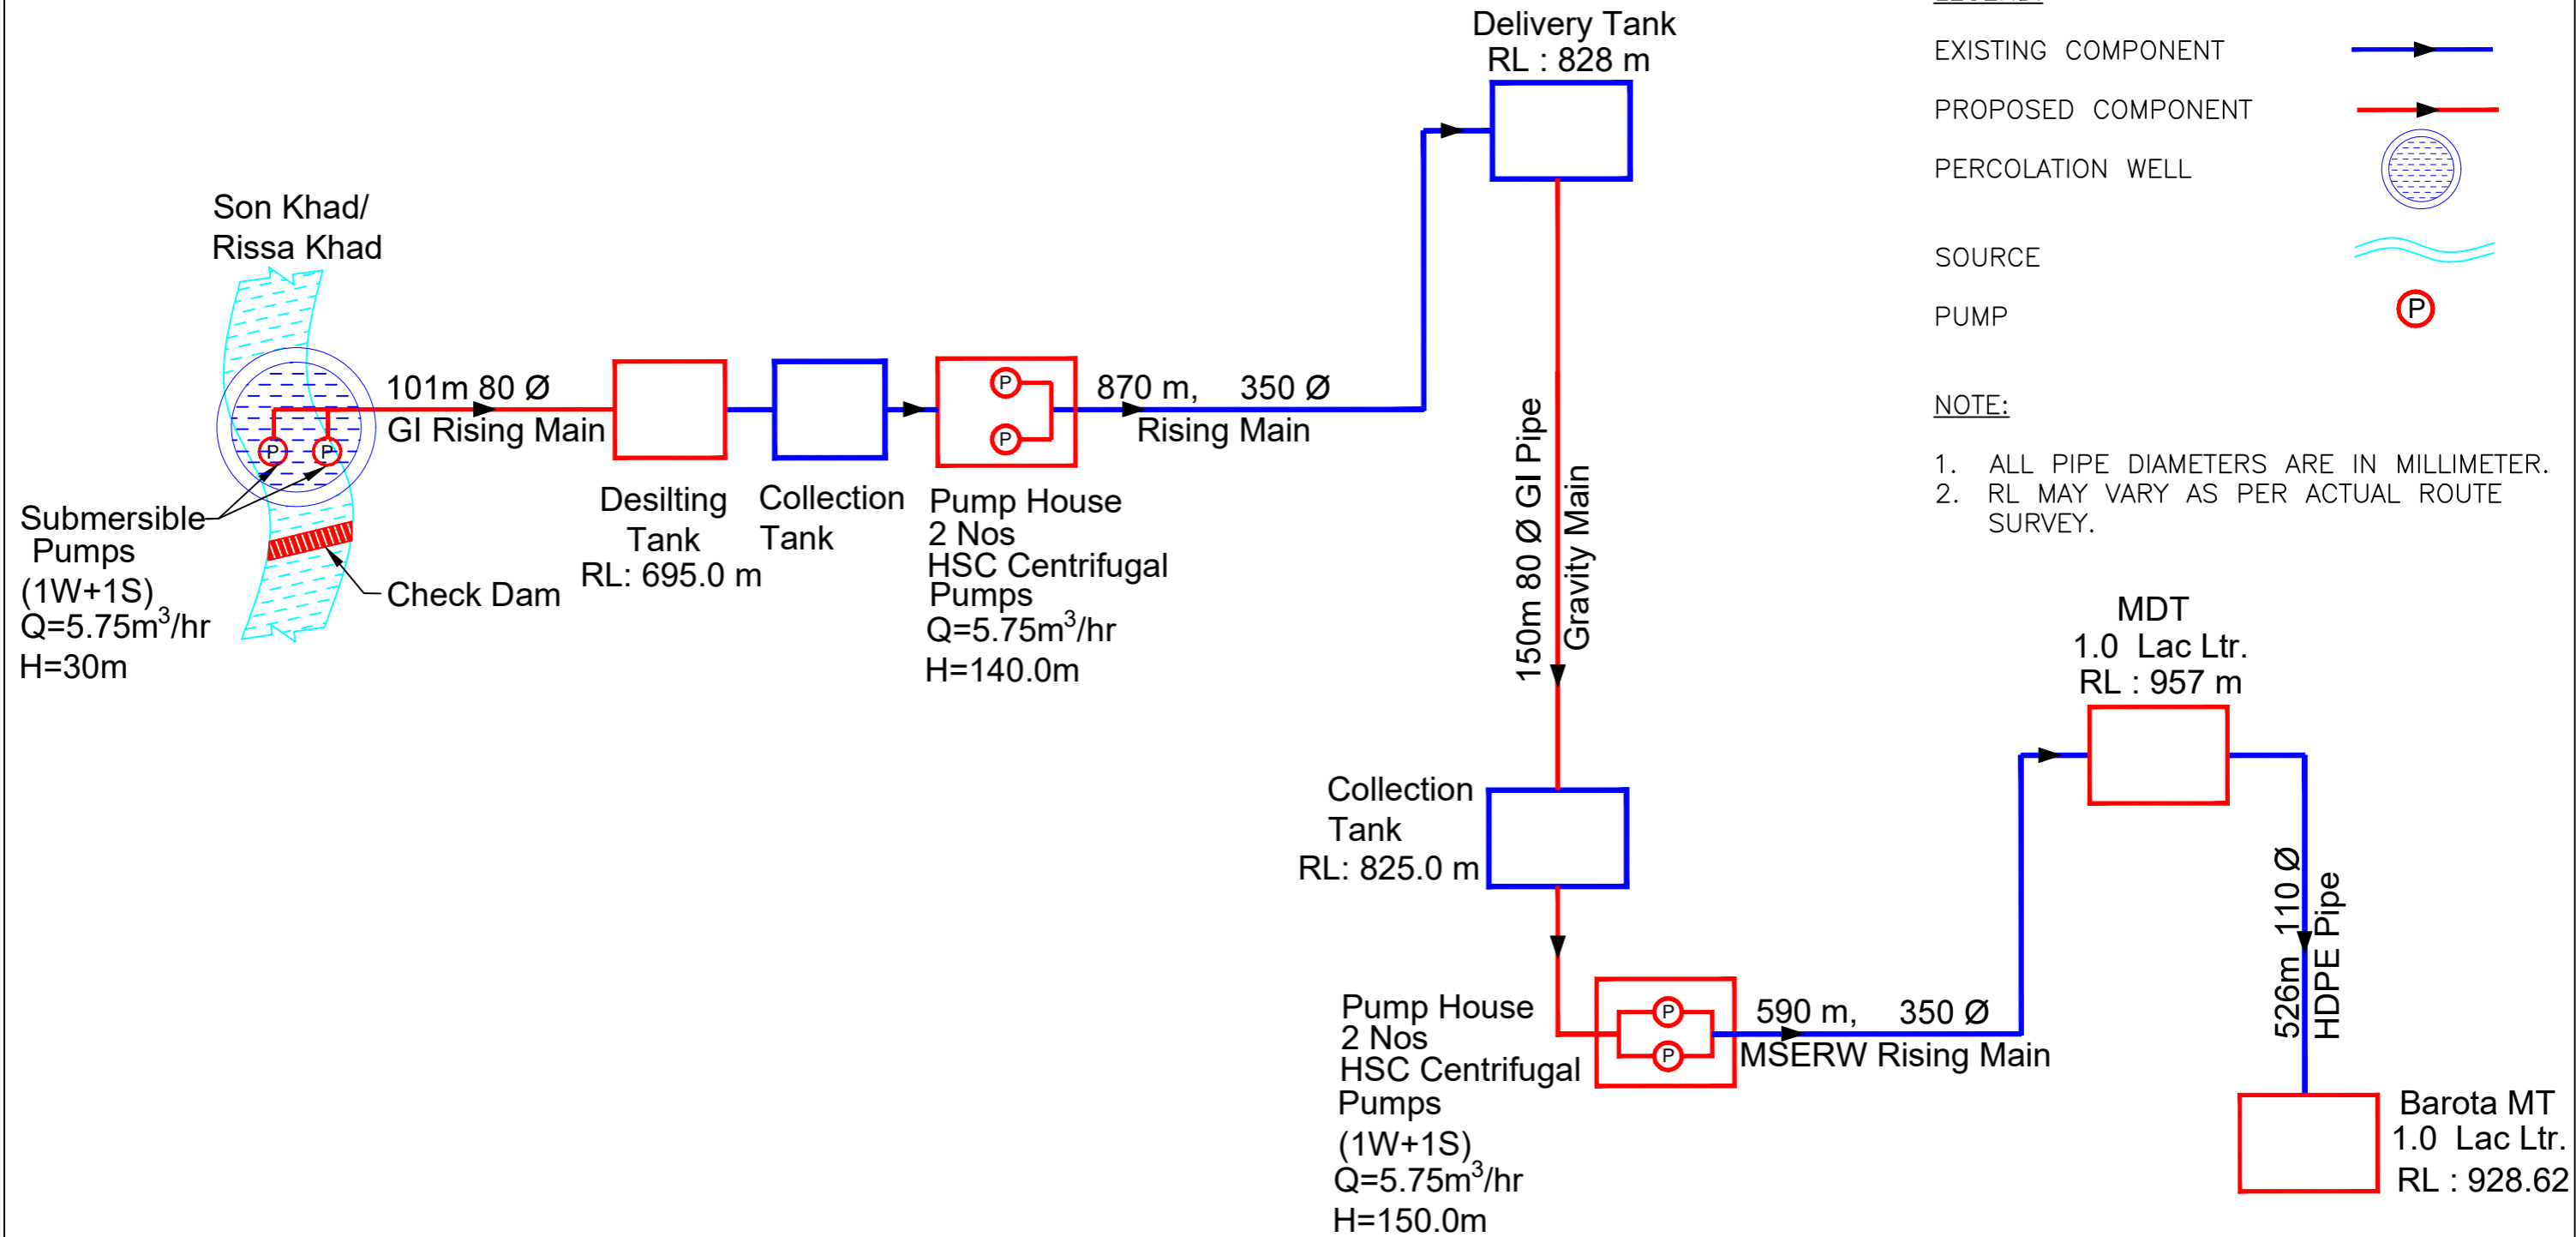 Delivery Tank
RL : 828 m
Son Khad/
Rissa Khad
101m 80 Ø
GI Rising Main
P
P
Submersible
Pumps
(1W+1S)
Q=5.75m³/hr
H=30m
Check Dam
Desilting
Tank
RL: 695.0 m
Collection
Tank
P
P
Pump House
2 Nos
HSC Centrifugal
Pumps
Q=5.75m³/hr
H=140.0m
870 m, 350 Ø
Rising Main
150m 80 Ø GI Pipe
Gravity Main
Collection
Tank
RL: 825.0 m
Pump House
2 Nos
HSC Centrifugal
Pumps
(1W+1S)
Q=5.75m³/hr
H=150.0m
P
P
590 m, 350 Ø
MSERW Rising Main
MDT
1.0 Lac Ltr.
RL : 957 m
526m 110 Ø
HDPE Pipe
Barota MT
1.0 Lac Ltr.
RL : 928.62
EXISTING COMPONENT
PROPOSED COMPONENT
PERCOLATION WELL
SOURCE
PUMP
P
NOTE:
1. ALL PIPE DIAMETERS ARE IN MILLIMETER.
2. RL MAY VARY AS PER ACTUAL ROUTE
SURVEY.